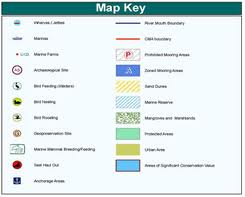 Map Key
Wharves / Jetties
River Mouth Boundary
Marinas
CMA boundary
Marine Farms
Prohibited Mooring Areas
Archaeological Site
Zoned Mooring Areas
Bird Feeding (Waders)
Sand Dunes
Bird Nesting
Marine Reserve
Bird Roosting
Mangroves and Marshlands
Geopreservation Site
Protected Areas
Marine Mammal Breeding/Feeding
Urban Area
Seal Haul Out
Areas of Significant Conservation Value
Anchorage Areas